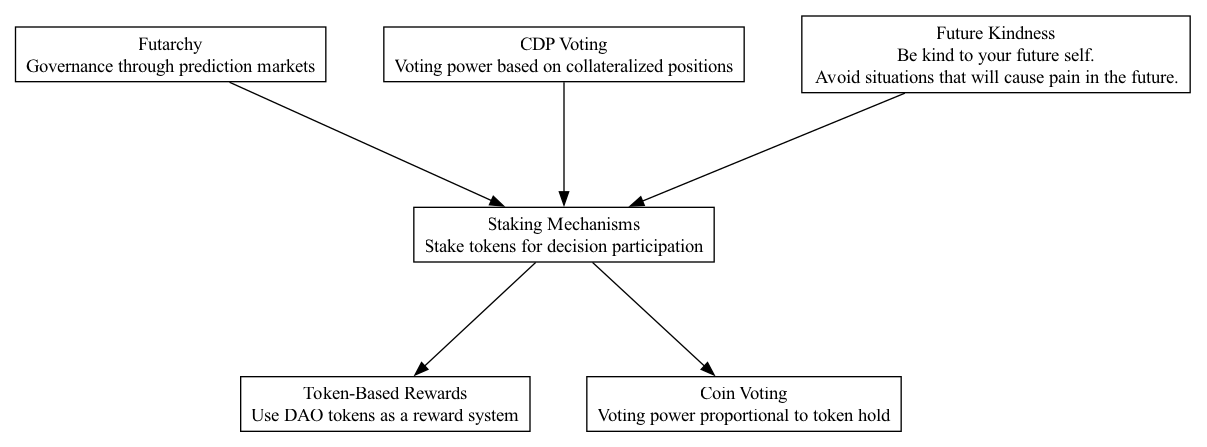 Futarchy
Governance through prediction markets
CDP Voting
Voting power based on collateralized positions
Future Kindness
Be kind to your future self.
Avoid situations that will cause pain in the future.
Staking Mechanisms
Stake tokens for decision participation
Token-Based Rewards
Use DAO tokens as a reward system
Coin Voting
Voting power proportional to token hold